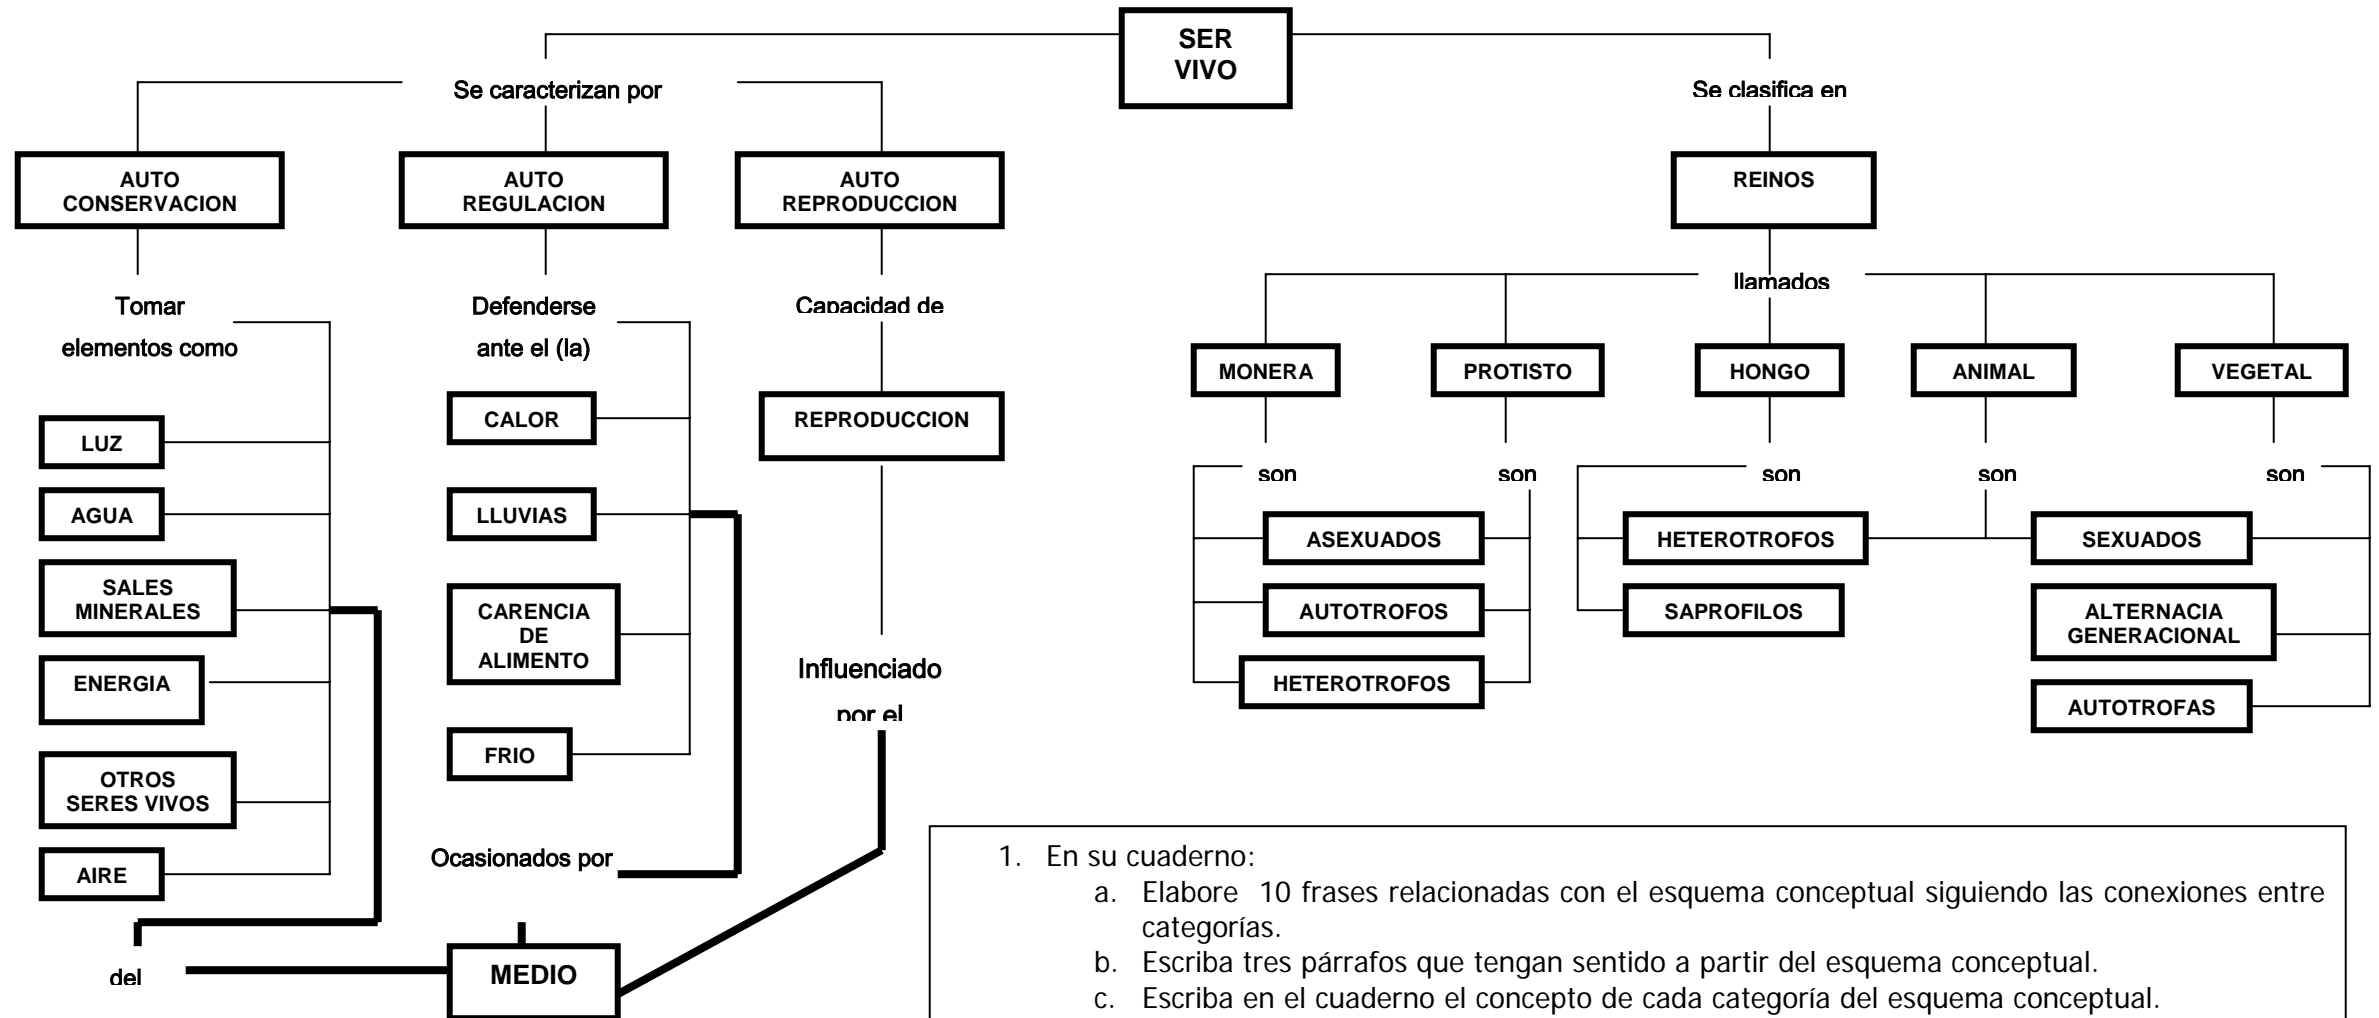 SER
VIVO
Se caracterizan por
Se clasifica en
AUTO
CONSERVACION
AUTO
REGULACION
AUTO
REPRODUCCION
REINOS
Tomar
elementos como
Defenderse
ante el (la)
Capacidad de
llamados
LUZ
AGUA
SALES
MINERALES
ENERGIA
OTROS
SERES VIVOS
AIRE
del
CALOR
LLUVIAS
CARENCIA
DE
ALIMENTO
FRIO
Ocasionados por
MEDIO
REPRODUCCION
Influenciado
por el
MONERA
PROTISTO
HONGO
ANIMAL
VEGETAL
son
son
son
son
son
ASEXUADOS
AUTOTROFOS
HETEROTROFOS
HETEROTROFOS
SAPROFILOS
SEXUADOS
ALTERNACIA
GENERACIONAL
AUTOTROFAS
1. En su cuaderno:
a. Elabore 10 frases relacionadas con el esquema conceptual siguiendo las conexiones entre
categorías.
b. Escriba tres párrafos que tengan sentido a partir del esquema conceptual.
c. Escriba en el cuaderno el concepto de cada categoría del esquema conceptual.